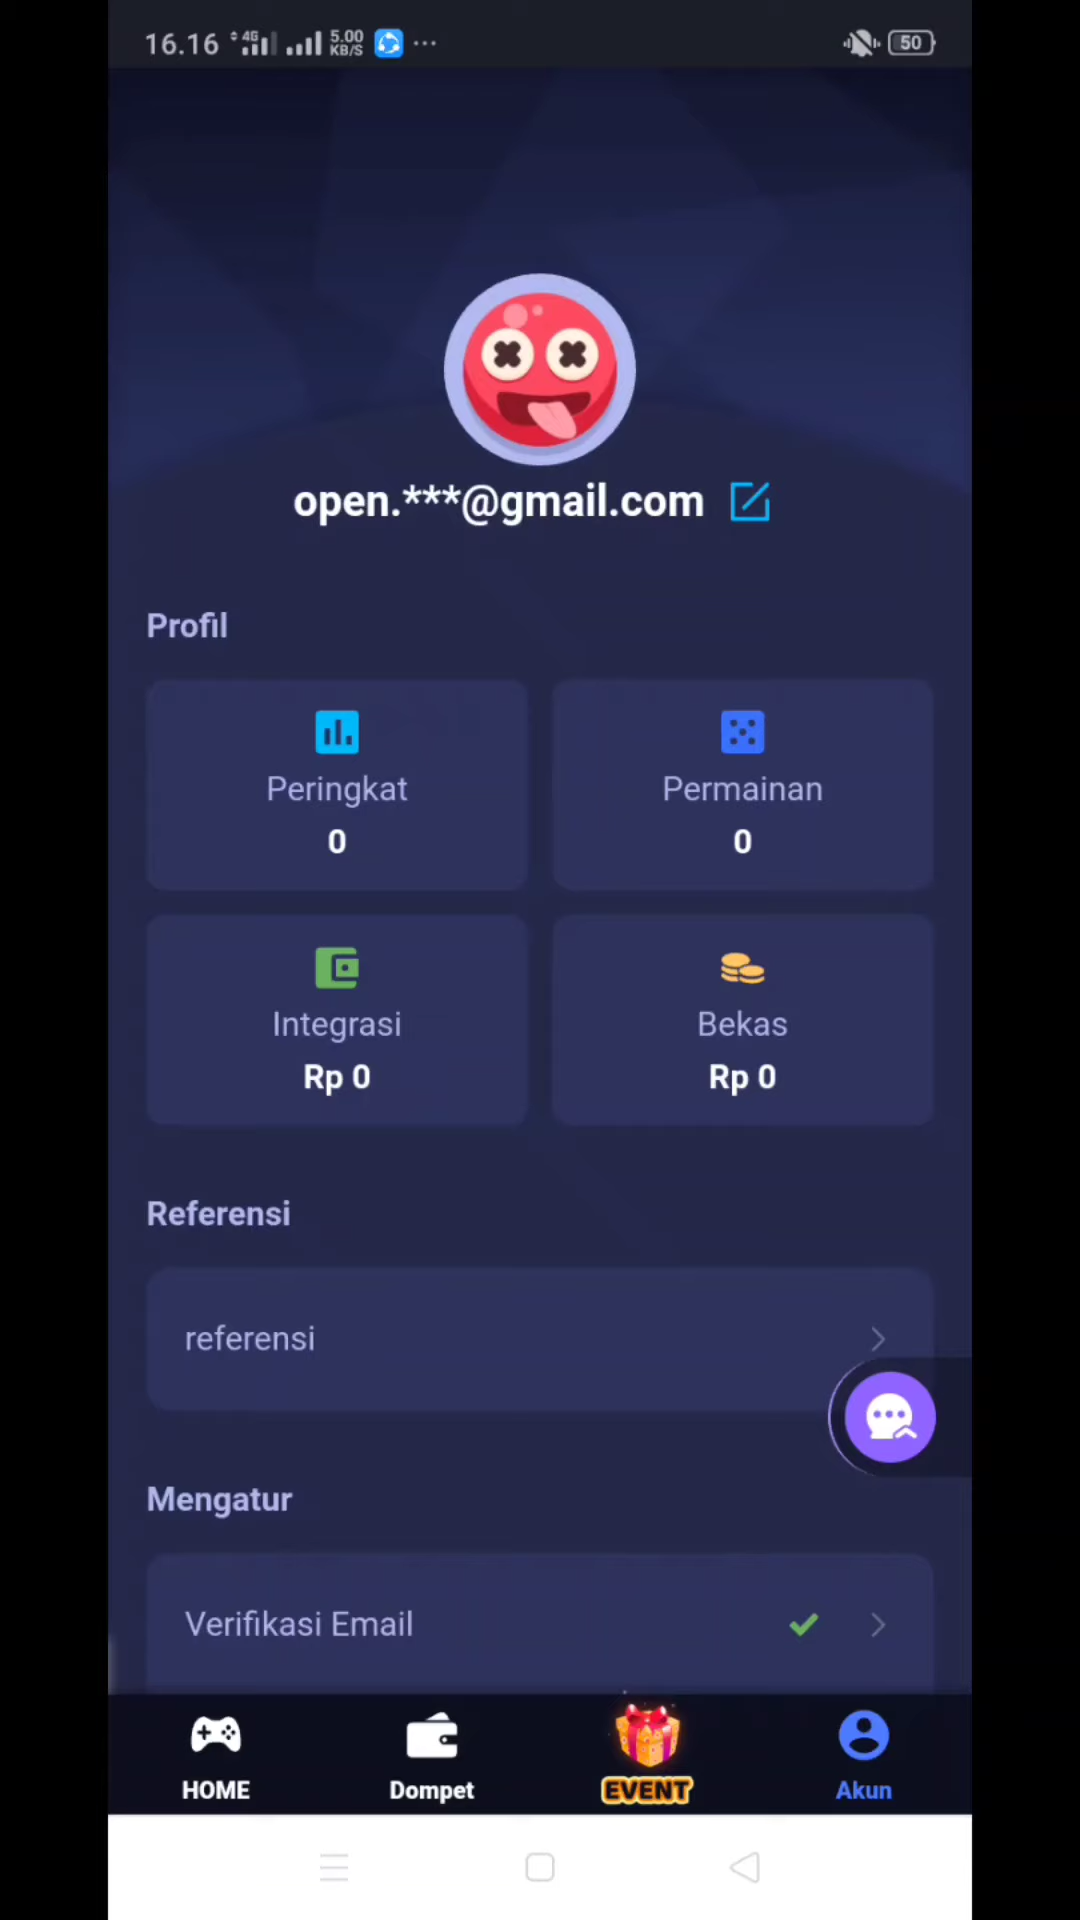 16.16 4G 5.00 KB/S ... 50
open.***@gmail.com
Profil
Peringkat
0
Permainan
0
Integrasi
Rp 0
Bekas
Rp 0
Referensi
referensi
Mengatur
Verifikasi Email
HOME
Dompet
EVENT
Akun